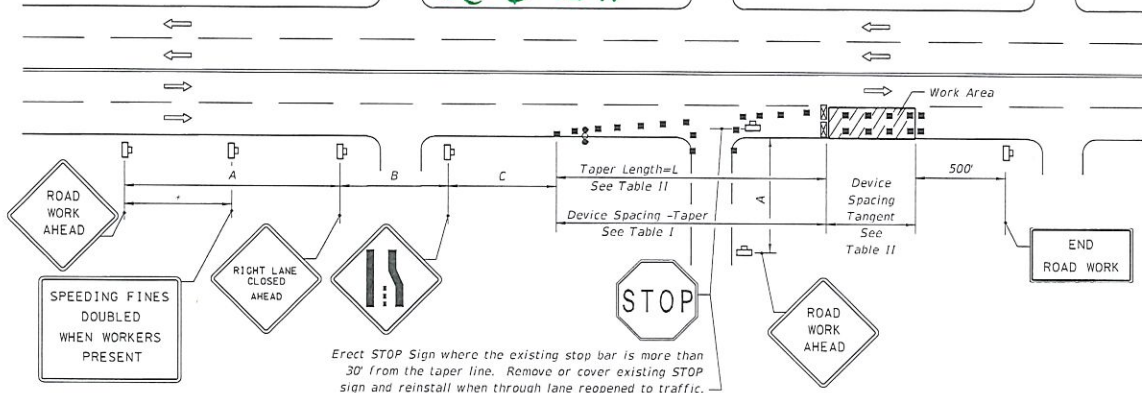 Work Area
A
B
C
Taper Length=L
See Table II
Device Spacing -Taper
See Table I
A
Device
Spacing
Tangent
See
Table II
500'
ROAD
WORK
AHEAD
SPEEDING FINES
DOUBLED
WHEN WORKERS
PRESENT
RIGHT LANE
CLOSED
AHEAD
STOP
ROAD
WORK
AHEAD
END
ROAD WORK
Erect STOP Sign where the existing stop bar is more than
30' from the taper line. Remove or cover existing STOP
sign and reinstall when through lane reopened to traffic.